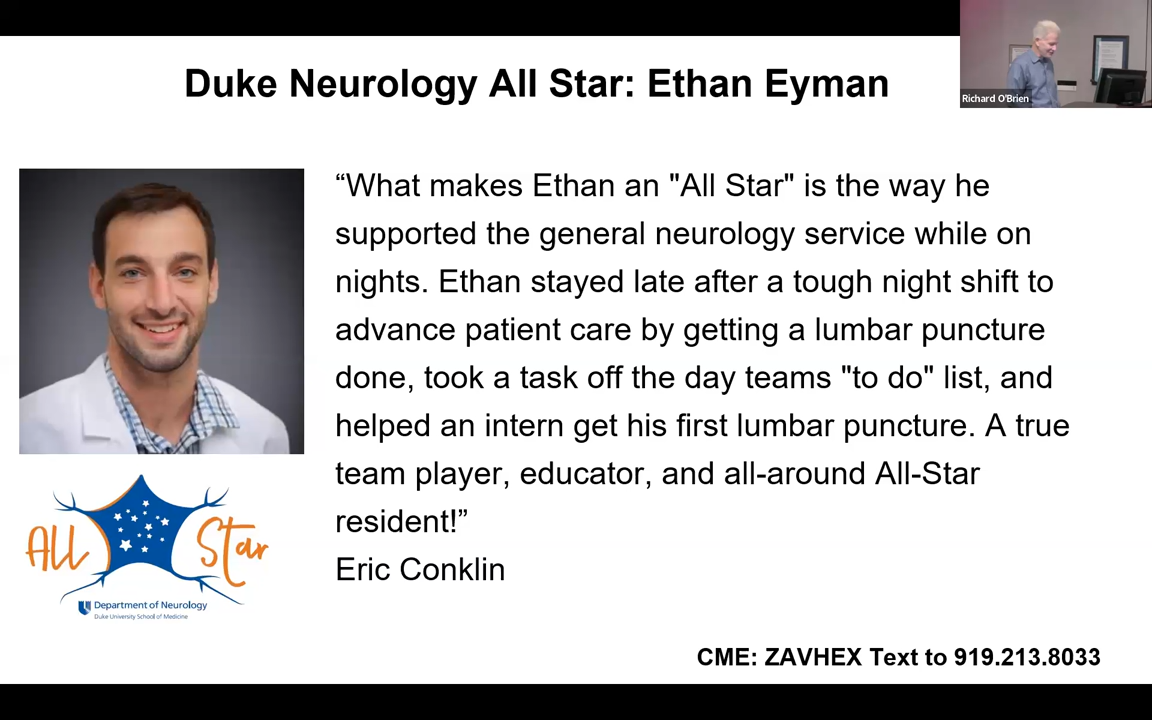 Duke Neurology All Star: Ethan Eyman
Richard O'Brien
“What makes Ethan an "All Star" is the way he
supported the general neurology service while on
nights. Ethan stayed late after a tough night shift to
advance patient care by getting a lumbar puncture
done, took a task off the day teams "to do" list, and
helped an intern get his first lumbar puncture. A true
team player, educator, and all-around All-Star
resident!”
Eric Conklin
All Star
Department of Neurology
Duke University School of Medicine
CME: ZAVHEX Text to 919.213.8033